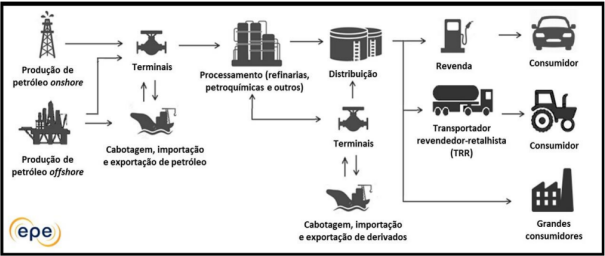 Produção de
petróleo onshore
Terminais
Processamento (refinarias,
petroquímicas e outros)
Distribuição
Revenda
Consumidor
Produção de
petróleo offshore
Cabotagem, importação
e exportação de petróleo
Terminais
Transportador
revendedor-retalhista
(TRR)
Consumidor
Cabotagem, importação
e exportação de derivados
Grandes
consumidores
epe